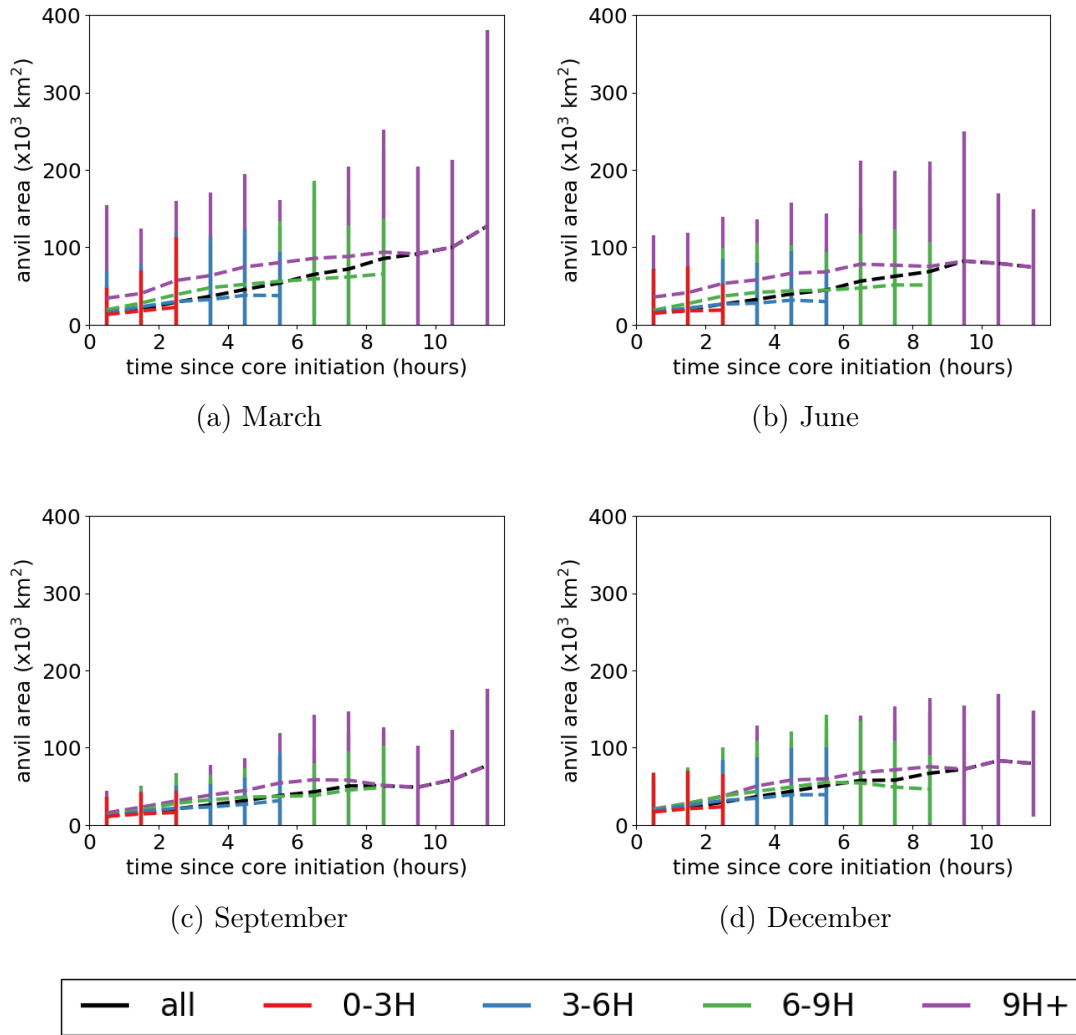 400
300
200
100
0
anvil area (x10³ km²)
0 2 4 6 8 10
time since core initiation (hours)
(a) March
400
300
200
100
0
anvil area (x10³ km²)
0 2 4 6 8 10
time since core initiation (hours)
(b) June
400
300
200
100
0
anvil area (x10³ km²)
0 2 4 6 8 10
time since core initiation (hours)
(c) September
400
300
200
100
0
anvil area (x10³ km²)
0 2 4 6 8 10
time since core initiation (hours)
(d) December
all 0-3H 3-6H 6-9H 9H+